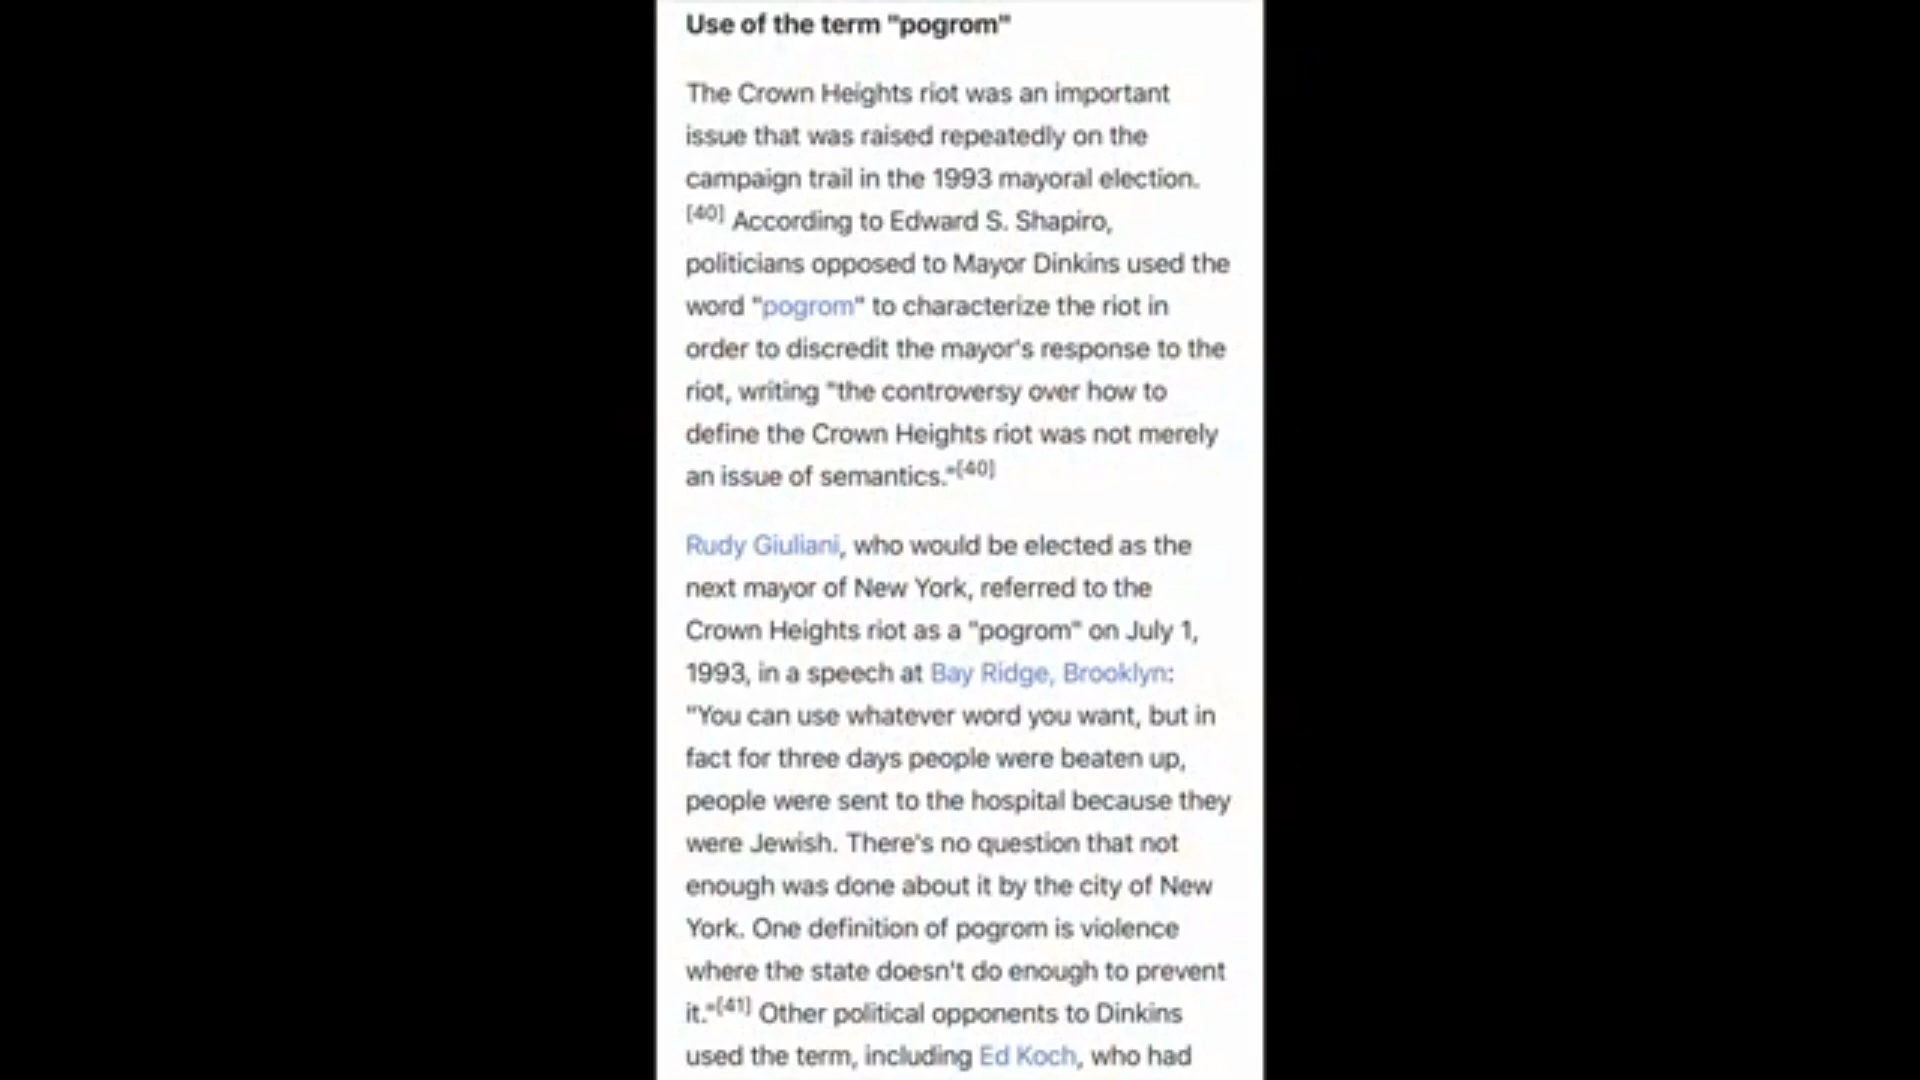 Use of the term "pogrom"
The Crown Heights riot was an important
issue that was raised repeatedly on the
campaign trail in the 1993 mayoral election.
[40] According to Edward S. Shapiro,
politicians opposed to Mayor Dinkins used the
word "pogrom" to characterize the riot in
order to discredit the mayor's response to the
riot, writing "the controversy over how to
define the Crown Heights riot was not merely
an issue of semantics."[40]
Rudy Giuliani, who would be elected as the
next mayor of New York, referred to the
Crown Heights riot as a "pogrom" on July 1,
1993, in a speech at Bay Ridge, Brooklyn:
"You can use whatever word you want, but in
fact for three days people were beaten up,
people were sent to the hospital because they
were Jewish. There's no question that not
enough was done about it by the city of New
York. One definition of pogrom is violence
where the state doesn't do enough to prevent
it."[41] Other political opponents to Dinkins
used the term, including Ed Koch, who had